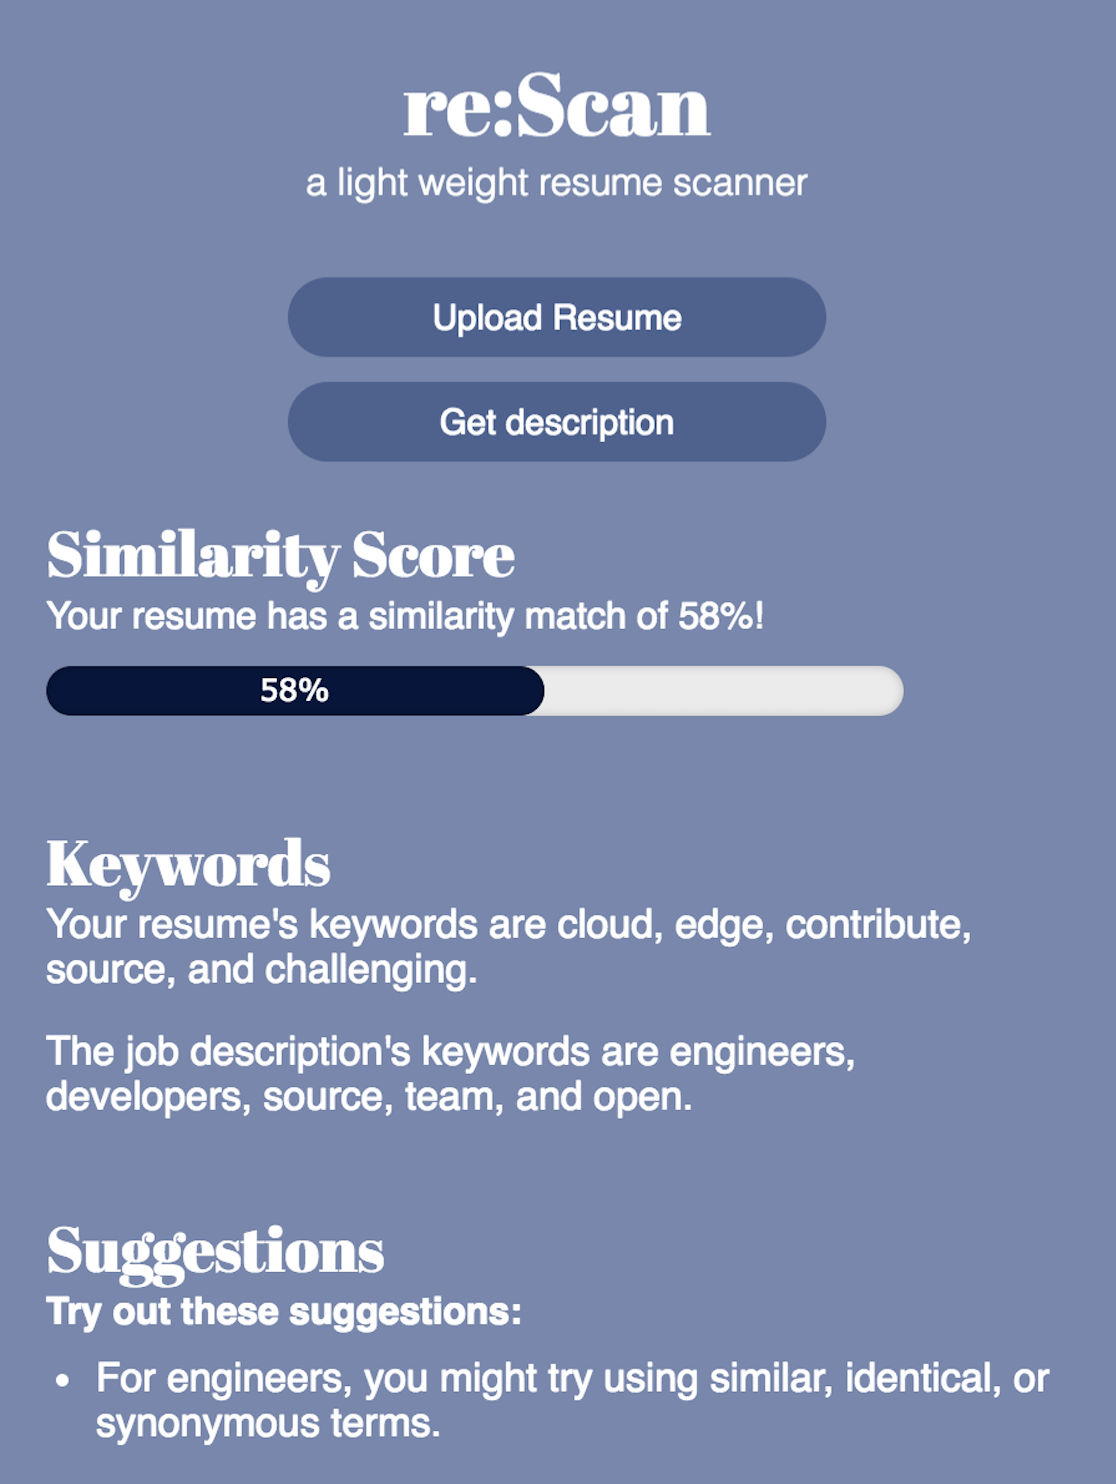 re:Scan
a light weight resume scanner
Upload Resume
Get description
Similarity Score
Your resume has a similarity match of 58%!
58%
Keywords
Your resume's keywords are cloud, edge, contribute,
source, and challenging.
The job description's keywords are engineers,
developers, source, team, and open.
Suggestions
Try out these suggestions:
• For engineers, you might try using similar, identical, or
synonymous terms.